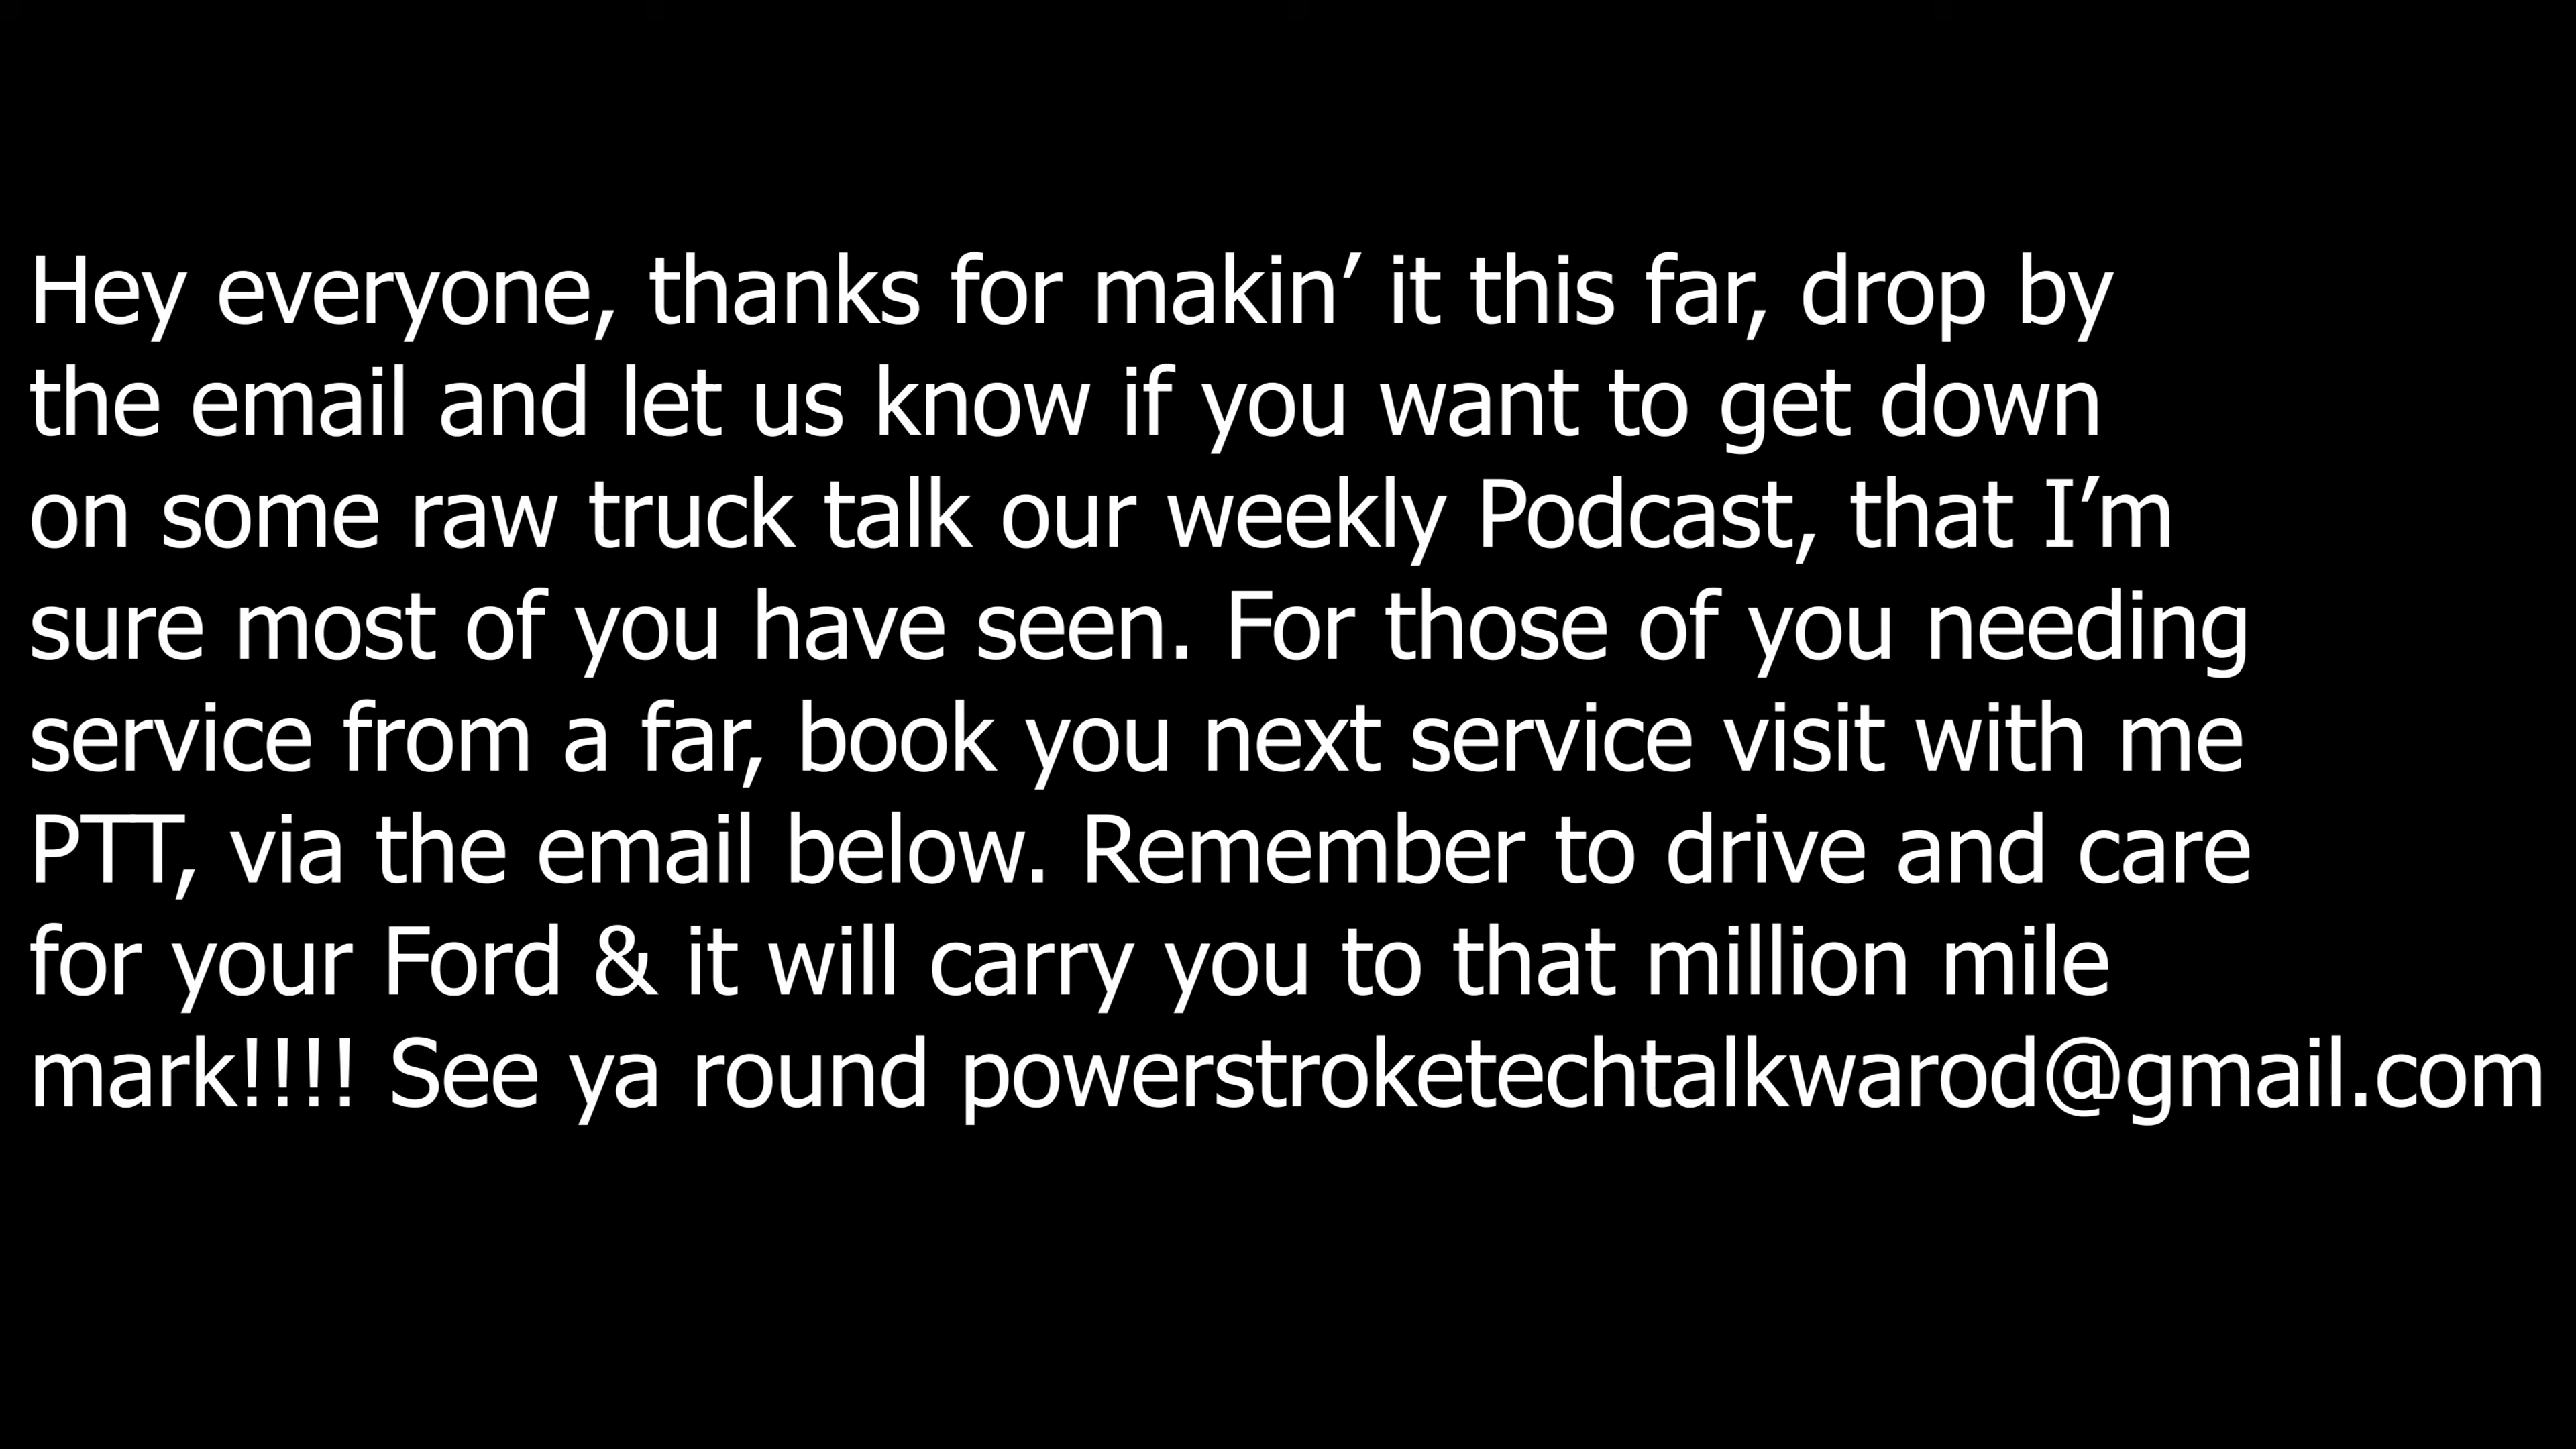 Hey everyone, thanks for makin’ it this far, drop by
the email and let us know if you want to get down
on some raw truck talk our weekly Podcast, that I’m
sure most of you have seen. For those of you needing
service from a far, book you next service visit with me
PTT, via the email below. Remember to drive and care
for your Ford & it will carry you to that million mile
mark!!!! See ya round powerstroketechtalkwarod@gmail.com